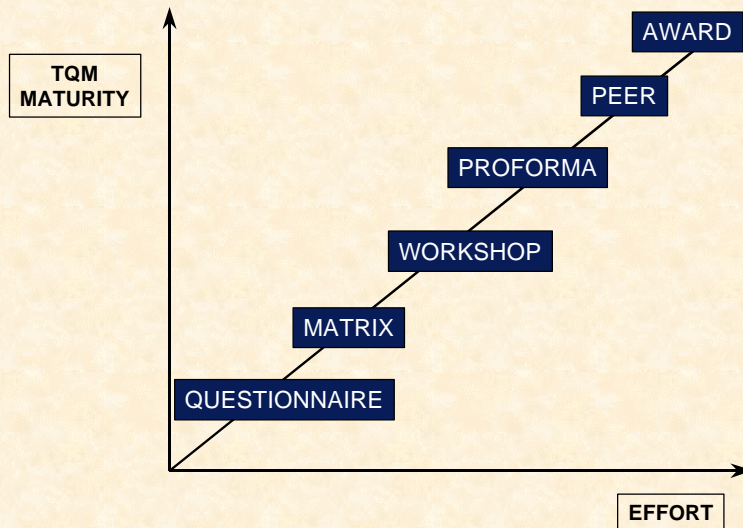 AWARD
TQM
MATURITY
PEER
PROFORMA
WORKSHOP
MATRIX
QUESTIONNAIRE
EFFORT